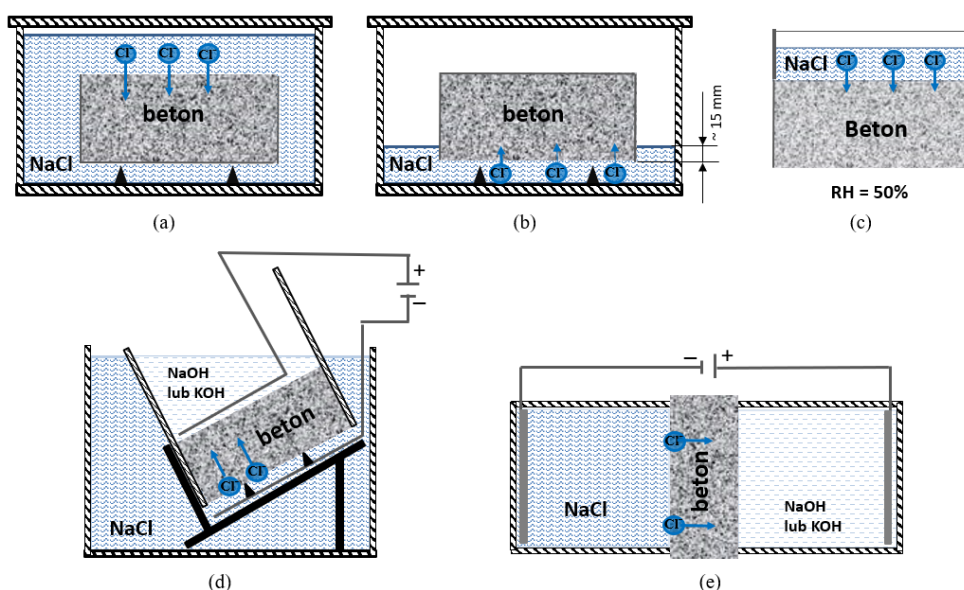 Cl⁻ Cl⁻ Cl⁻
beton
NaCl
(a)
beton
NaCl
Cl⁻ Cl⁻ Cl⁻
~ 15 mm
(b)
NaCl
Cl⁻ Cl⁻ Cl⁻
Beton
RH = 50%
(c)
+
−
NaOH
lub KOH
beton
Cl⁻ Cl⁻
NaCl
(d)
− +
Cl⁻
Cl⁻
NaCl
beton
NaOH
lub KOH
(e)